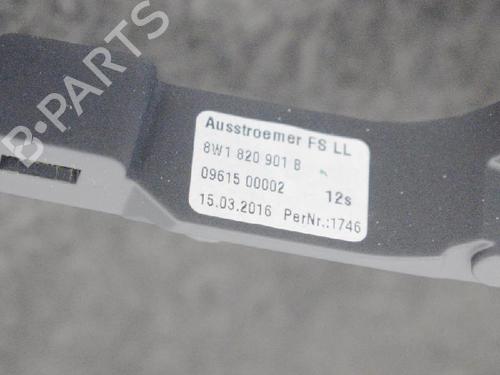 B-PARTS
Ausstroemer FS LL
8W1 820 901 B
09615 00002 12s
15.03.2016 PerNr.:1746